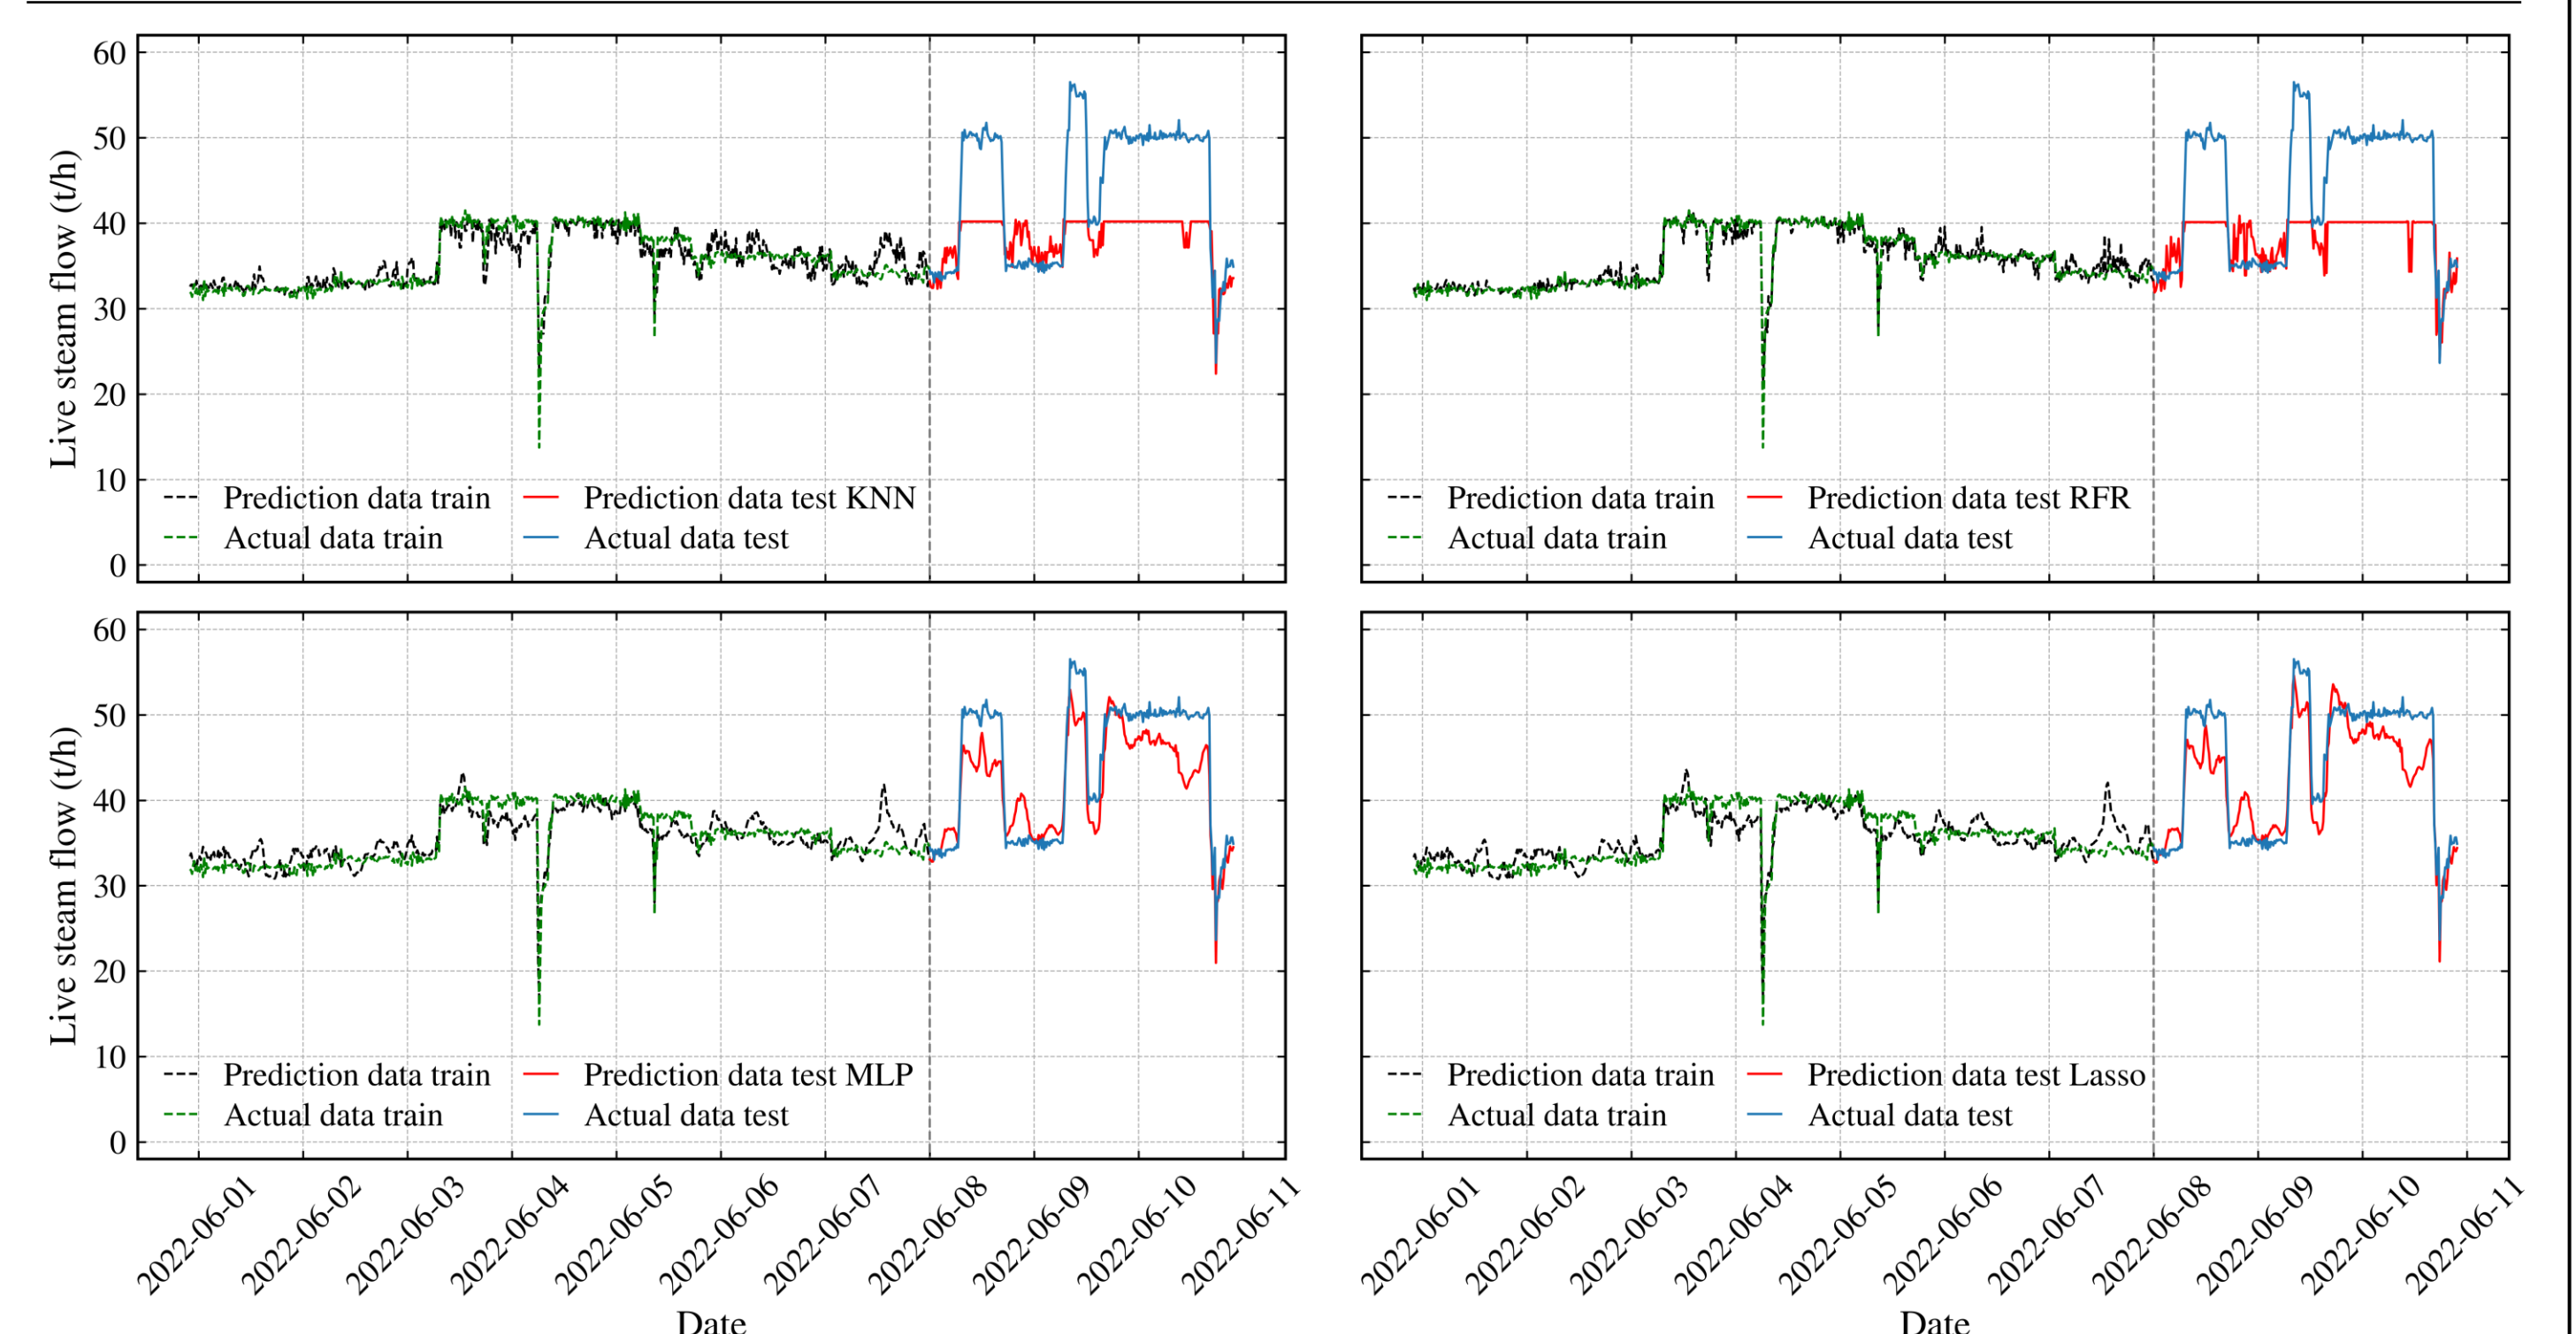 60
50
40
30
20
10
0
Live steam flow (t/h)
Prediction data train
Prediction data test KNN
Actual data train
Actual data test
Prediction data train
Prediction data test RFR
Actual data train
Actual data test
60
50
40
30
20
10
0
Live steam flow (t/h)
Prediction data train
Prediction data test MLP
Actual data train
Actual data test
Prediction data train
Prediction data test Lasso
Actual data train
Actual data test
2022-06-01
2022-06-02
2022-06-03
2022-06-04
2022-06-05
2022-06-06
2022-06-07
2022-06-08
2022-06-09
2022-06-10
2022-06-11
Date
2022-06-01
2022-06-02
2022-06-03
2022-06-04
2022-06-05
2022-06-06
2022-06-07
2022-06-08
2022-06-09
2022-06-10
2022-06-11
Date